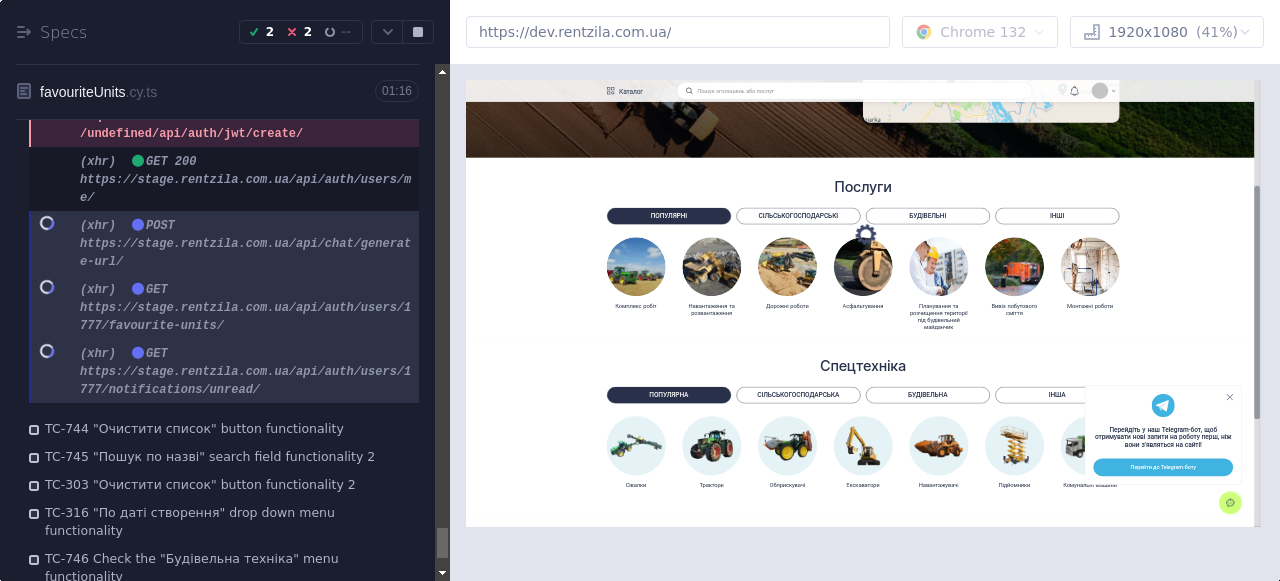 Specs
2
2
--
https://dev.rentzila.com.ua/
Chrome 132
1920x1080 (41%)
favouriteUnits.cy.ts
01:16
/undefined/api/auth/jwt/create/
(xhr) GET 200
https://stage.rentzila.com.ua/api/auth/users/m
e/
(xhr) POST
https://stage.rentzila.com.ua/api/chat/generat
e-url/
(xhr) GET
https://stage.rentzila.com.ua/api/auth/users/1
777/favourite-units/
(xhr) GET
https://stage.rentzila.com.ua/api/auth/users/1
777/notifications/unread/
TC-744 "Очистити список" button functionality
TC-745 "Пошук по назві" search field functionality 2
TC-303 "Очистити список" button functionality 2
TC-316 "По даті створення" drop down menu
functionality
TC-746 Check the "Будівельна техніка" menu
functionality
Каталог
Пошук оголошень або послуг
Послуги
ПОПУЛЯРНІ
СІЛЬСЬКОГОСПОДАРСЬКІ
БУДІВЕЛЬНІ
ІНШІ
Комплекс робіт
Навантаження та
розвантаження.
Дорожні роботи
Асфальтування
Планування та
розчищення території
під будівельний
майданчик
Вивіз побутового
сміття
Монтажні роботи
Спецтехніка
ПОПУЛЯРНА
СІЛЬСЬКОГОСПОДАРСЬКА
БУДІВЕЛЬНА
ІНША
Сівалки
Трактори
Обприскувачі
Екскаватори
Навантажувачі
Підйомники
Комунальні машини
Перейдіть у наш Telegram-бот, щоб
отримувати нові запити на роботу перш, ніж
вони з'являться на сайті!
Перейти до Telegram-боту